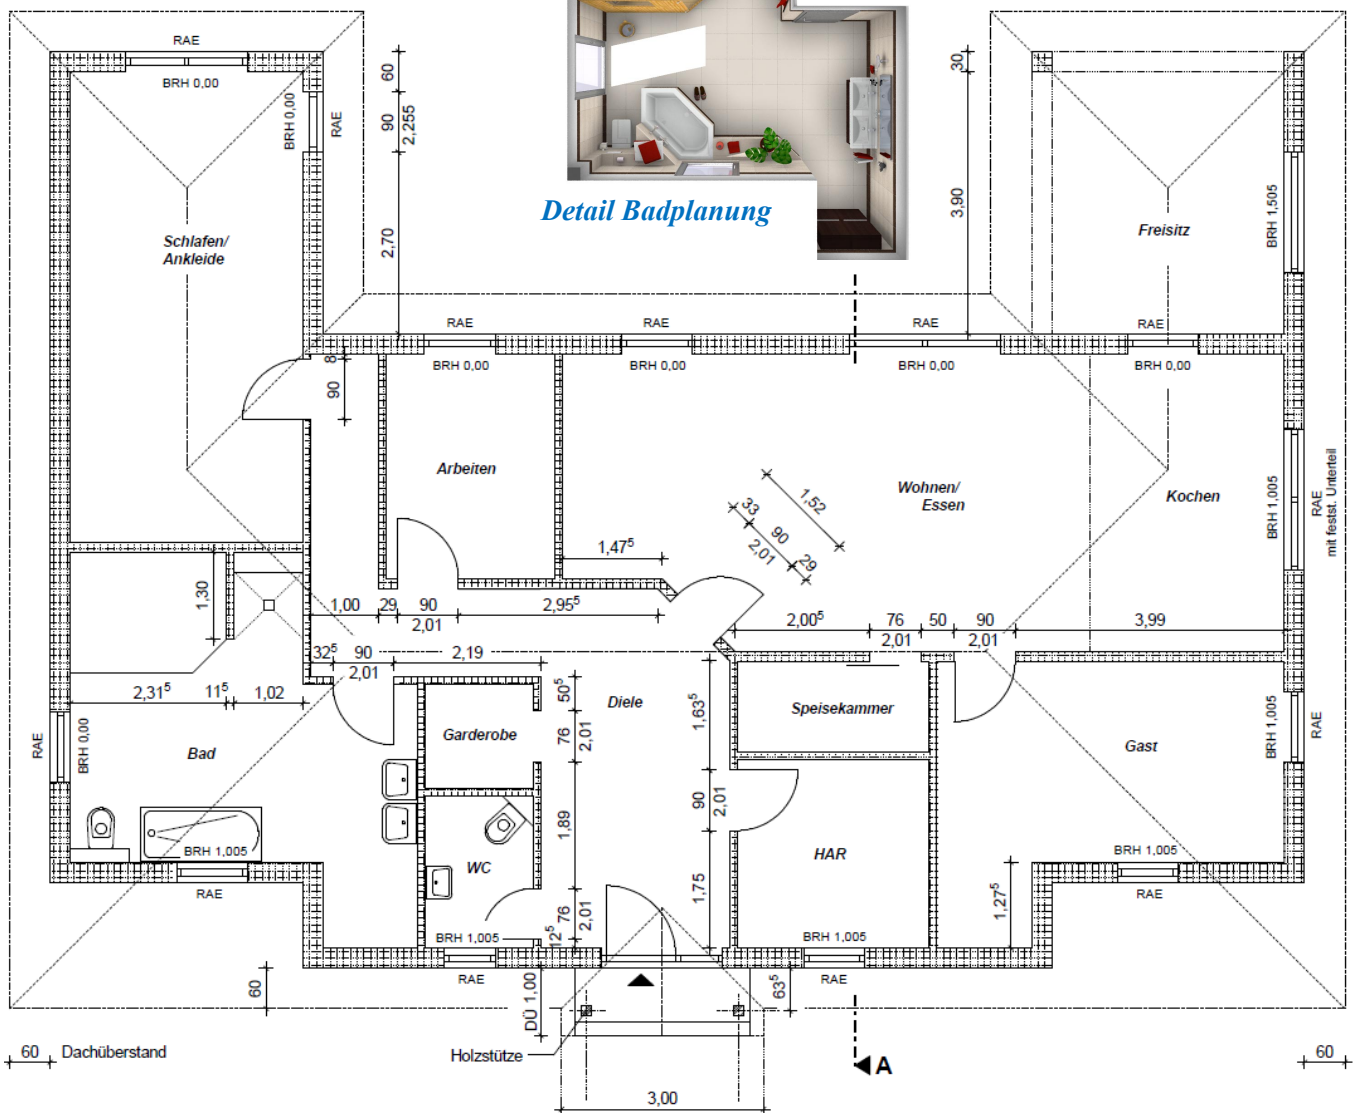 RAE
BRH 0,00
BRH 0,00
RAE
60
90
2,255
2,70
Detail Badplanung
30
3,90
Schlafen/
Ankleide
Freisitz
BRH 1,505
RAE
RAE
RAE
RAE
BRH 0,00
BRH 0,00
BRH 0,00
BRH 0,00
8
90
Arbeiten
Wohnen/
Essen
Kochen
BRH 1,005
RAE
mit festst. Unterteil
1,52
33
90
2,01
29
1,47⁵
1,30
1,00
29
90
2,01
2,95⁵
2,00⁵
76
2,01
50
90
2,01
3,99
32⁵
90
2,01
2,19
2,31⁵
11⁵
1,02
50⁵
Diele
1,63⁵
Speisekammer
BRH 1,005
RAE
RAE
BRH 0,00
Bad
Garderobe
76
2,01
Gast
90
2,01
1,89
BRH 1,005
RAE
WC
HAR
BRH 1,005
RAE
1,75
1,27⁵
76
2,01
12⁵
BRH 1,005
RAE
BRH 1,005
RAE
60
DÜ 1,00
63⁵
60
Dachüberstand
Holzstütze
A
60
3,00